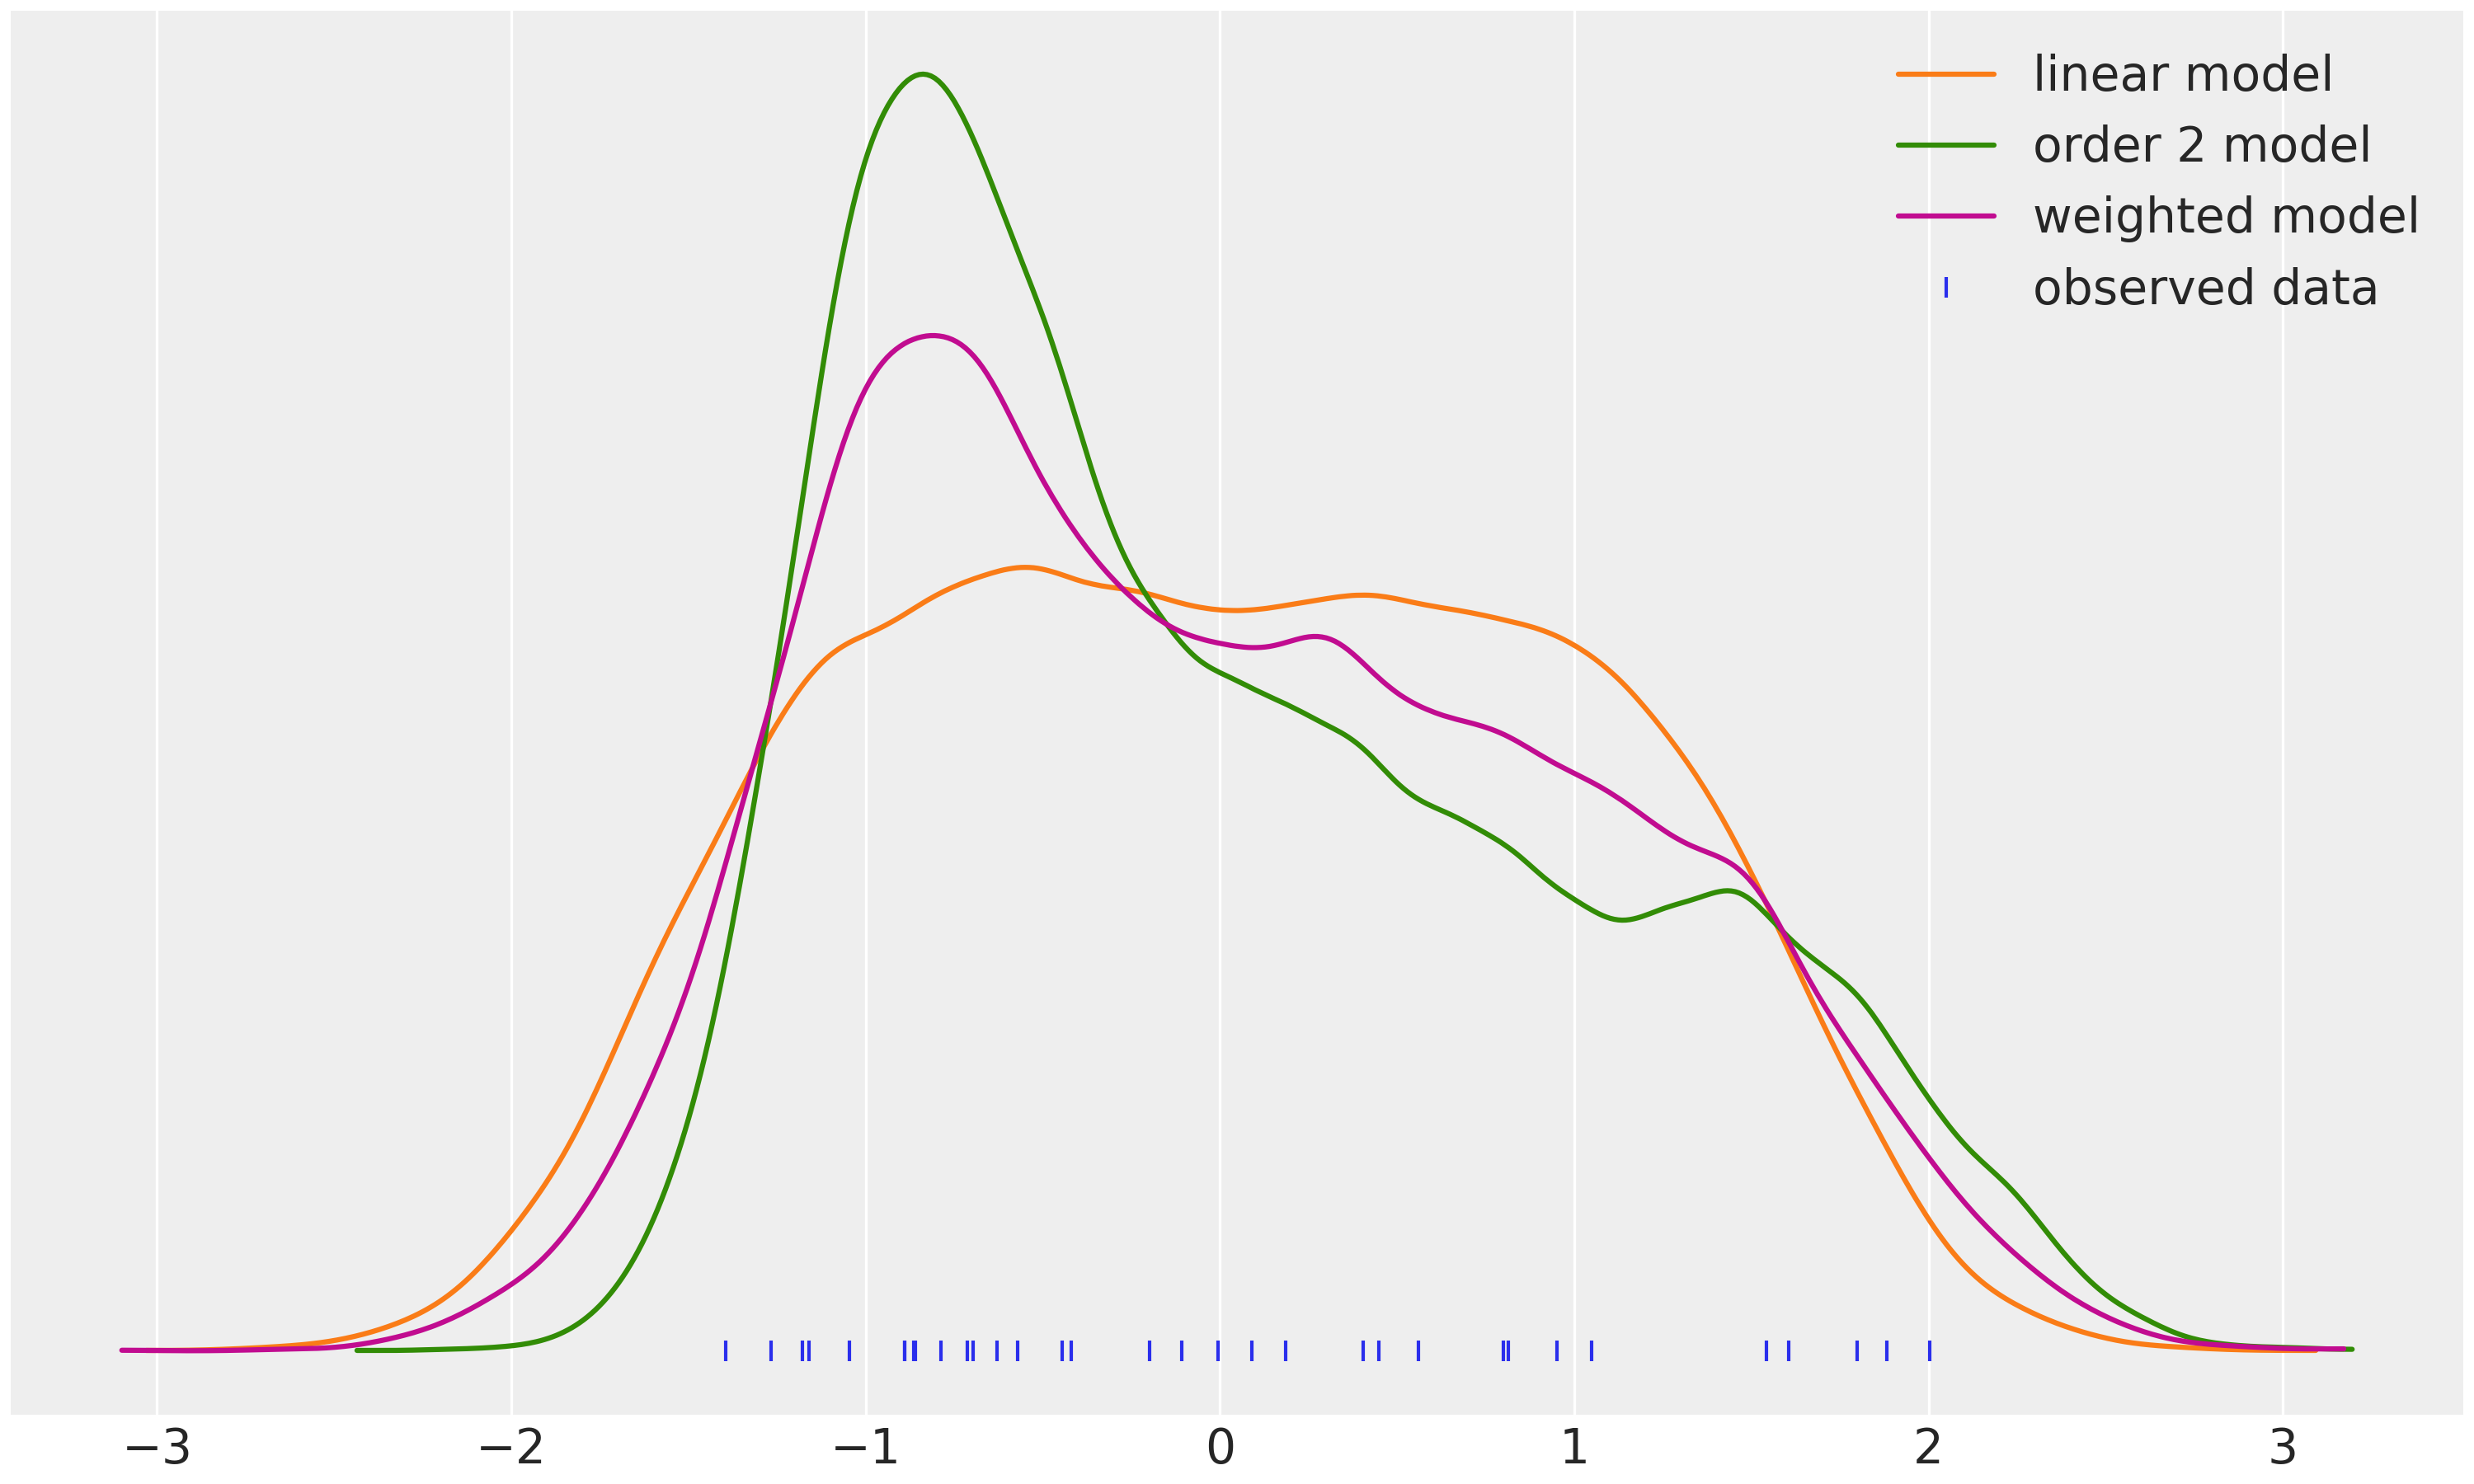 linear model
order 2 model
weighted model
observed data
−3 −2 −1 0 1 2 3